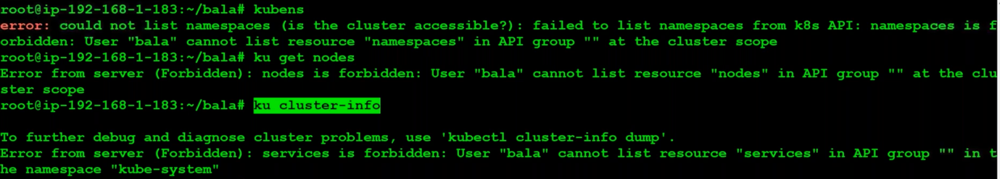 root@ip-192-168-1-183:~/bala# kubens
error: could not list namespaces (is the cluster accessible?): failed to list namespaces from k8s API: namespaces is f
orbidden: User "bala" cannot list resource "namespaces" in API group "" at the cluster scope
root@ip-192-168-1-183:~/bala# ku get nodes
Error from server (Forbidden): nodes is forbidden: User "bala" cannot list resource "nodes" in API group "" at the clu
ster scope
root@ip-192-168-1-183:~/bala# ku cluster-info
To further debug and diagnose cluster problems, use 'kubectl cluster-info dump'.
Error from server (Forbidden): services is forbidden: User "bala" cannot list resource "services" in API group "" in t
he namespace "kube-system"